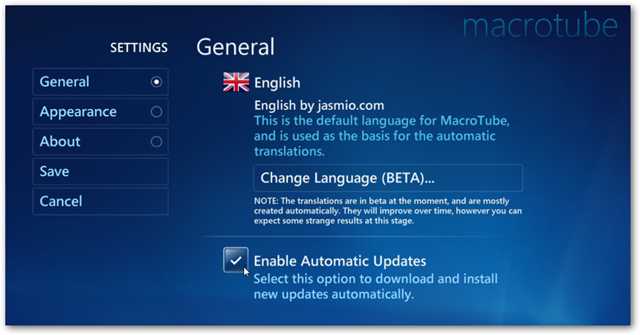 macrotube
SETTINGS
General
Appearance
About
Save
Cancel
General
English
English by jasmio.com
This is the default language for MacroTube,
and is used as the basis for the automatic
translations.
Change Language (BETA)...
NOTE: The translations are in beta at the moment, and are mostly
created automatically. They will improve over time, however you can
expect some strange results at this stage.
Enable Automatic Updates
Select this option to download and install
new updates automatically.